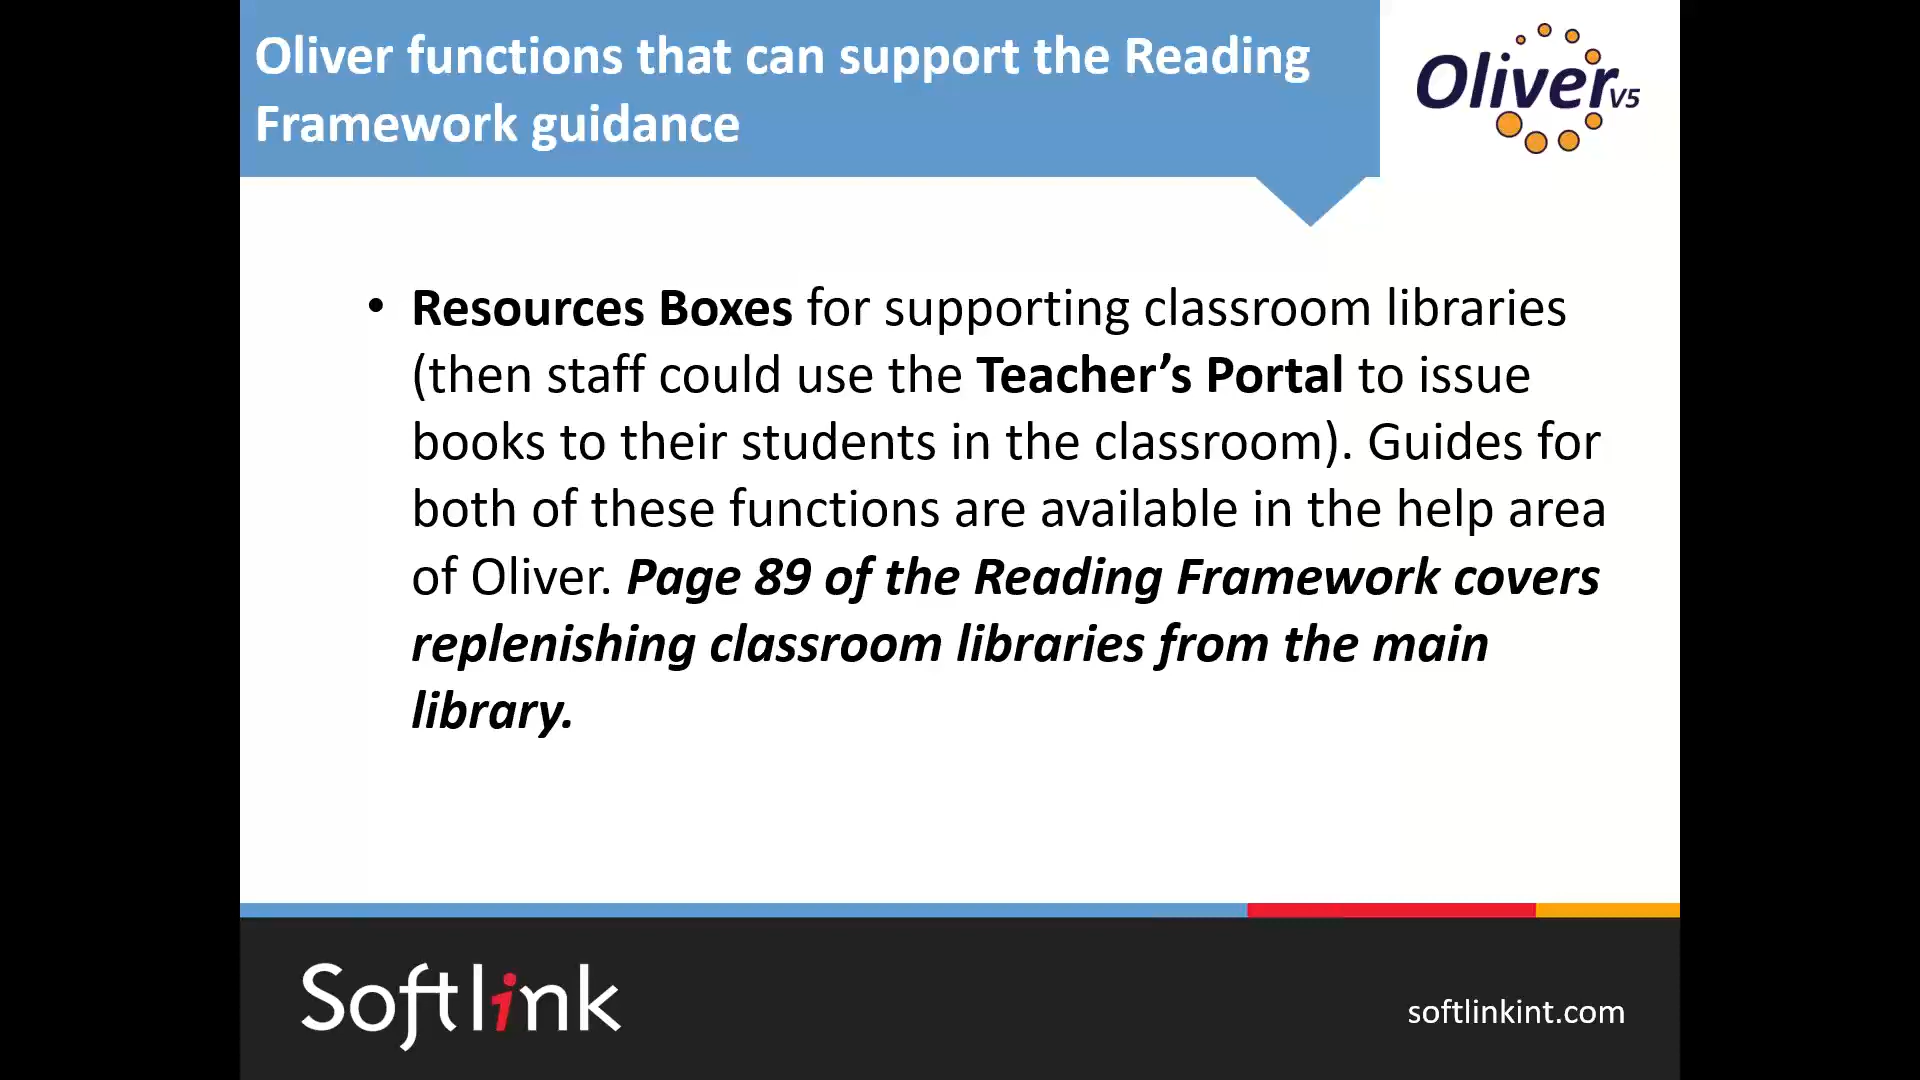 Oliver functions that can support the Reading
Framework guidance
Oliver V5
• Resources Boxes for supporting classroom libraries
(then staff could use the Teacher’s Portal to issue
books to their students in the classroom). Guides for
both of these functions are available in the help area
of Oliver. Page 89 of the Reading Framework covers
replenishing classroom libraries from the main
library.
Softlink
softlinkint.com